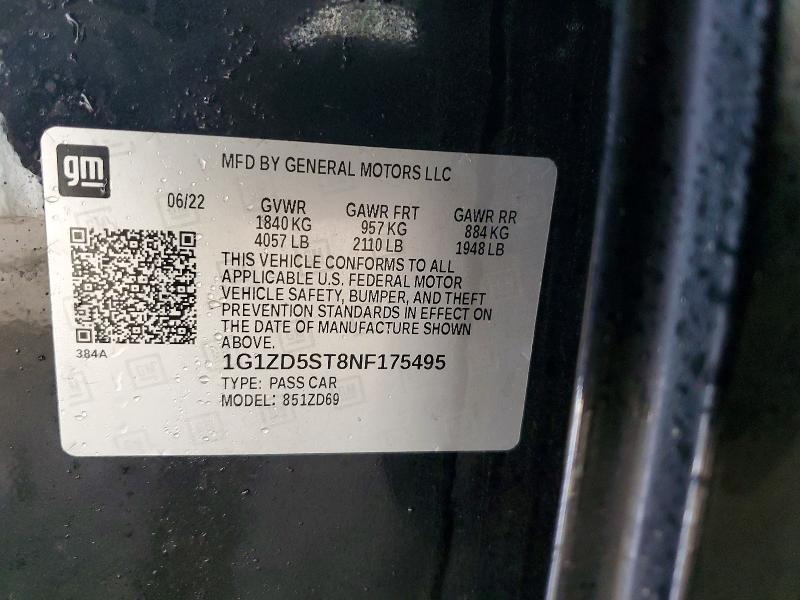 gm
MFD BY GENERAL MOTORS LLC
06/22
GVWR
1840 KG
4057 LB
GAWR FRT
957 KG
2110 LB
GAWR RR
884 KG
1948 LB
THIS VEHICLE CONFORMS TO ALL
APPLICABLE U.S. FEDERAL MOTOR
VEHICLE SAFETY, BUMPER, AND THEFT
PREVENTION STANDARDS IN EFFECT ON
THE DATE OF MANUFACTURE SHOWN
ABOVE.
384A
1G1ZD5ST8NF175495
TYPE: PASS CAR
MODEL: 851ZD69